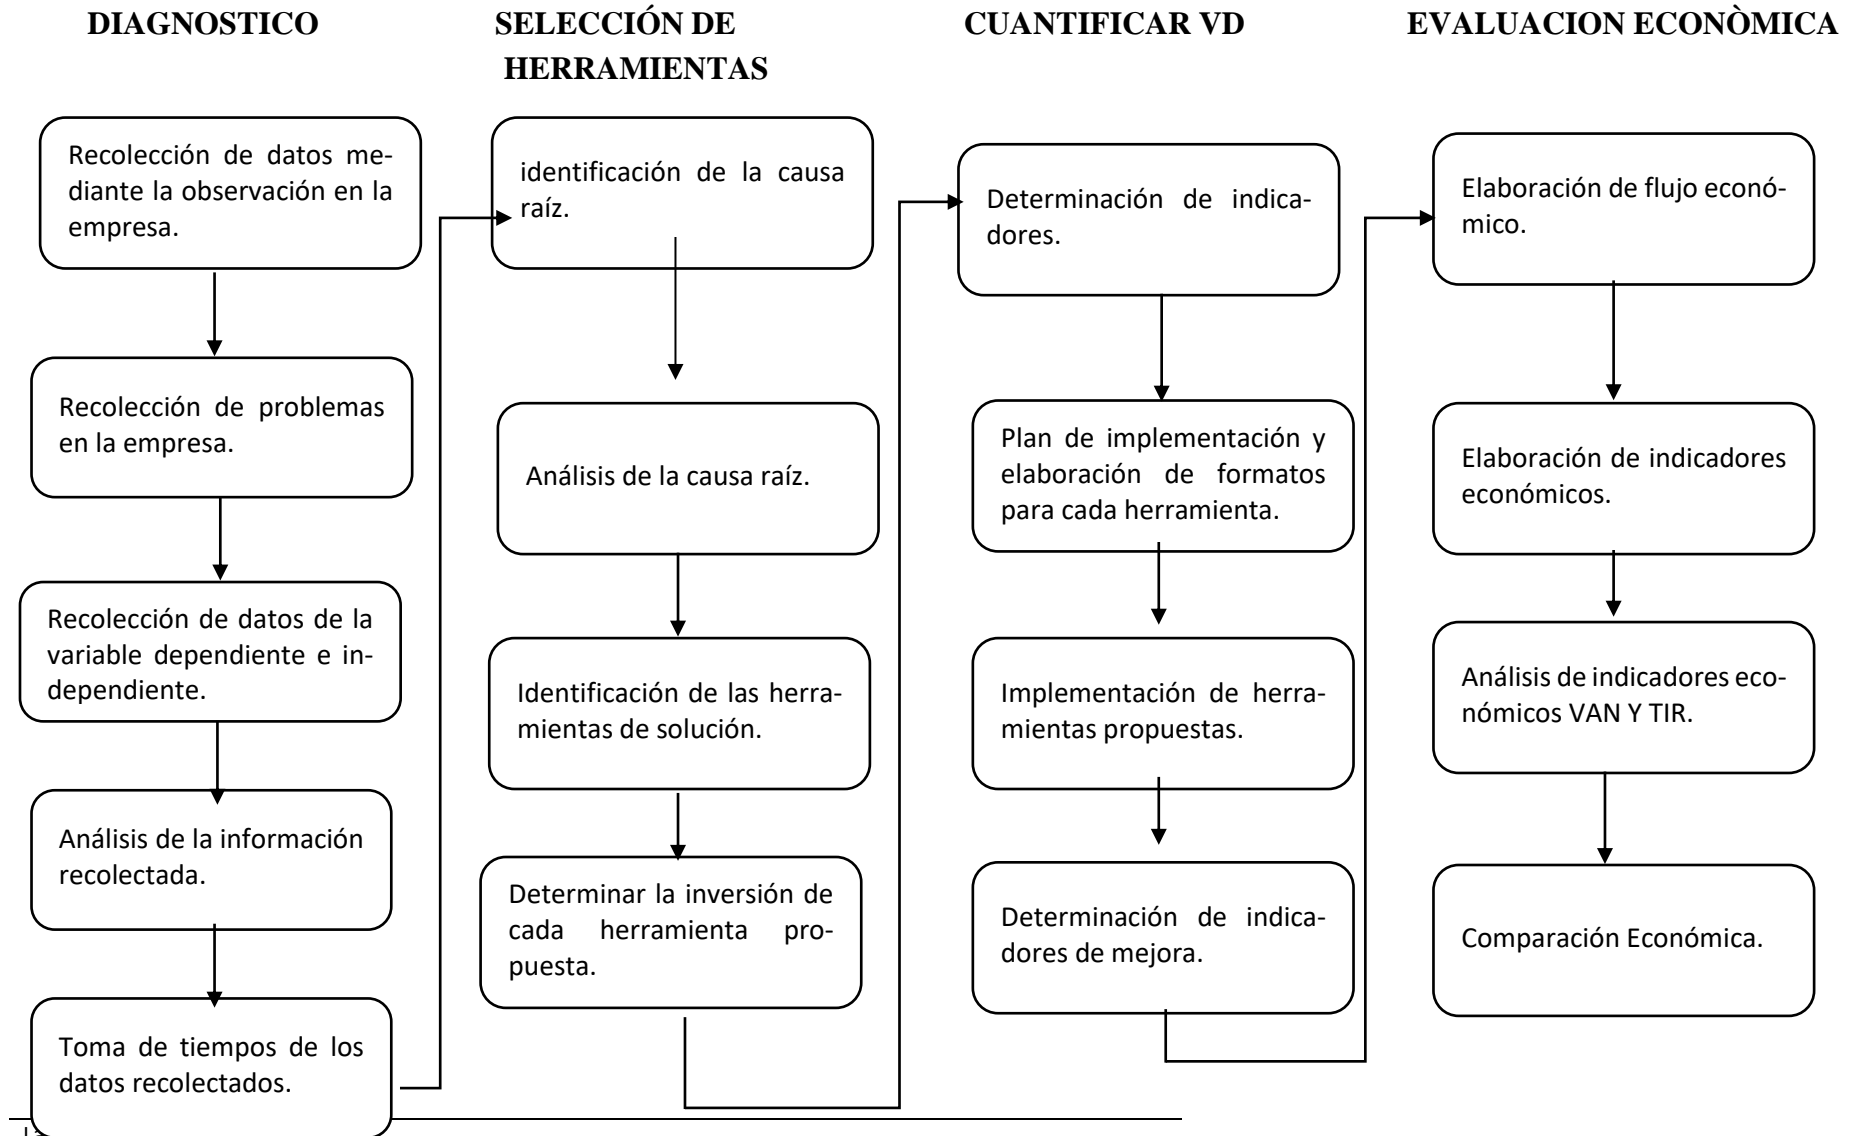 DIAGNOSTICO
Recolección de datos me-
diante la observación en la
empresa.
Recolección de problemas
en la empresa.
Recolección de datos de la
variable dependiente e in-
dependiente.
Análisis de la información
recolectada.
Toma de tiempos de los
datos recolectados.
SELECCIÓN DE
HERRAMIENTAS
identificación de la causa
raíz.
Análisis de la causa raíz.
Identificación de las herra-
mientas de solución.
Determinar la inversión de
cada herramienta pro-
puesta.
CUANTIFICAR VD
Determinación de indica-
dores.
Plan de implementación y
elaboración de formatos
para cada herramienta.
Implementación de herra-
mientas propuestas.
Determinación de indica-
dores de mejora.
EVALUACION ECONÒMICA
Elaboración de flujo econó-
mico.
Elaboración de indicadores
económicos.
Análisis de indicadores eco-
nómicos VAN Y TIR.
Comparación Económica.